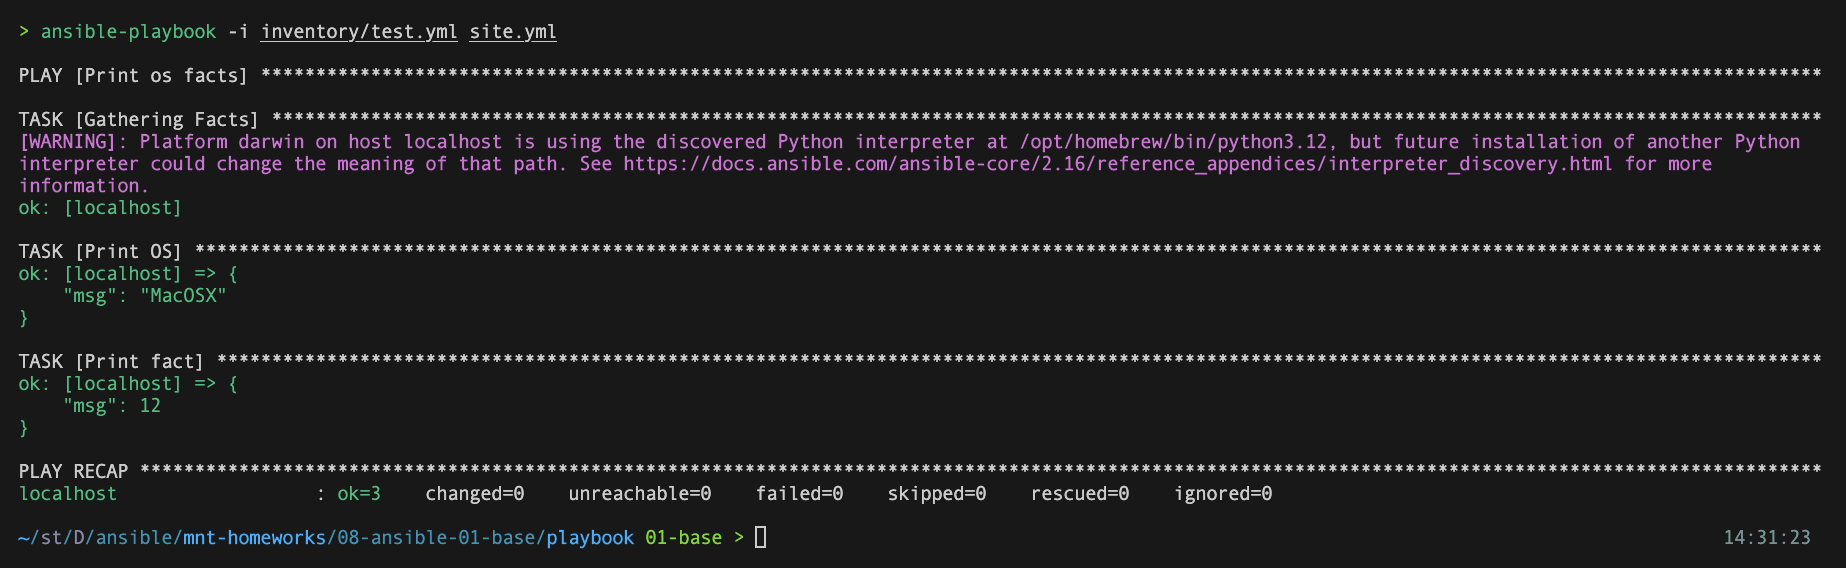 > ansible-playbook -i inventory/test.yml site.yml
PLAY [Print os facts] **********************************************************************************************************************************************
TASK [Gathering Facts] *********************************************************************************************************************************************
[WARNING]: Platform darwin on host localhost is using the discovered Python interpreter at /opt/homebrew/bin/python3.12, but future installation of another Python
interpreter could change the meaning of that path. See https://docs.ansible.com/ansible-core/2.16/reference_appendices/interpreter_discovery.html for more
information.
ok: [localhost]
TASK [Print OS] ****************************************************************************************************************************************************
ok: [localhost] => {
    "msg": "MacOSX"
}
TASK [Print fact] **************************************************************************************************************************************************
ok: [localhost] => {
    "msg": 12
}
PLAY RECAP *********************************************************************************************************************************************************
localhost                  : ok=3    changed=0    unreachable=0    failed=0    skipped=0    rescued=0    ignored=0
~/st/D/ansible/mnt-homeworks/08-ansible-01-base/playbook 01-base > 14:31:23